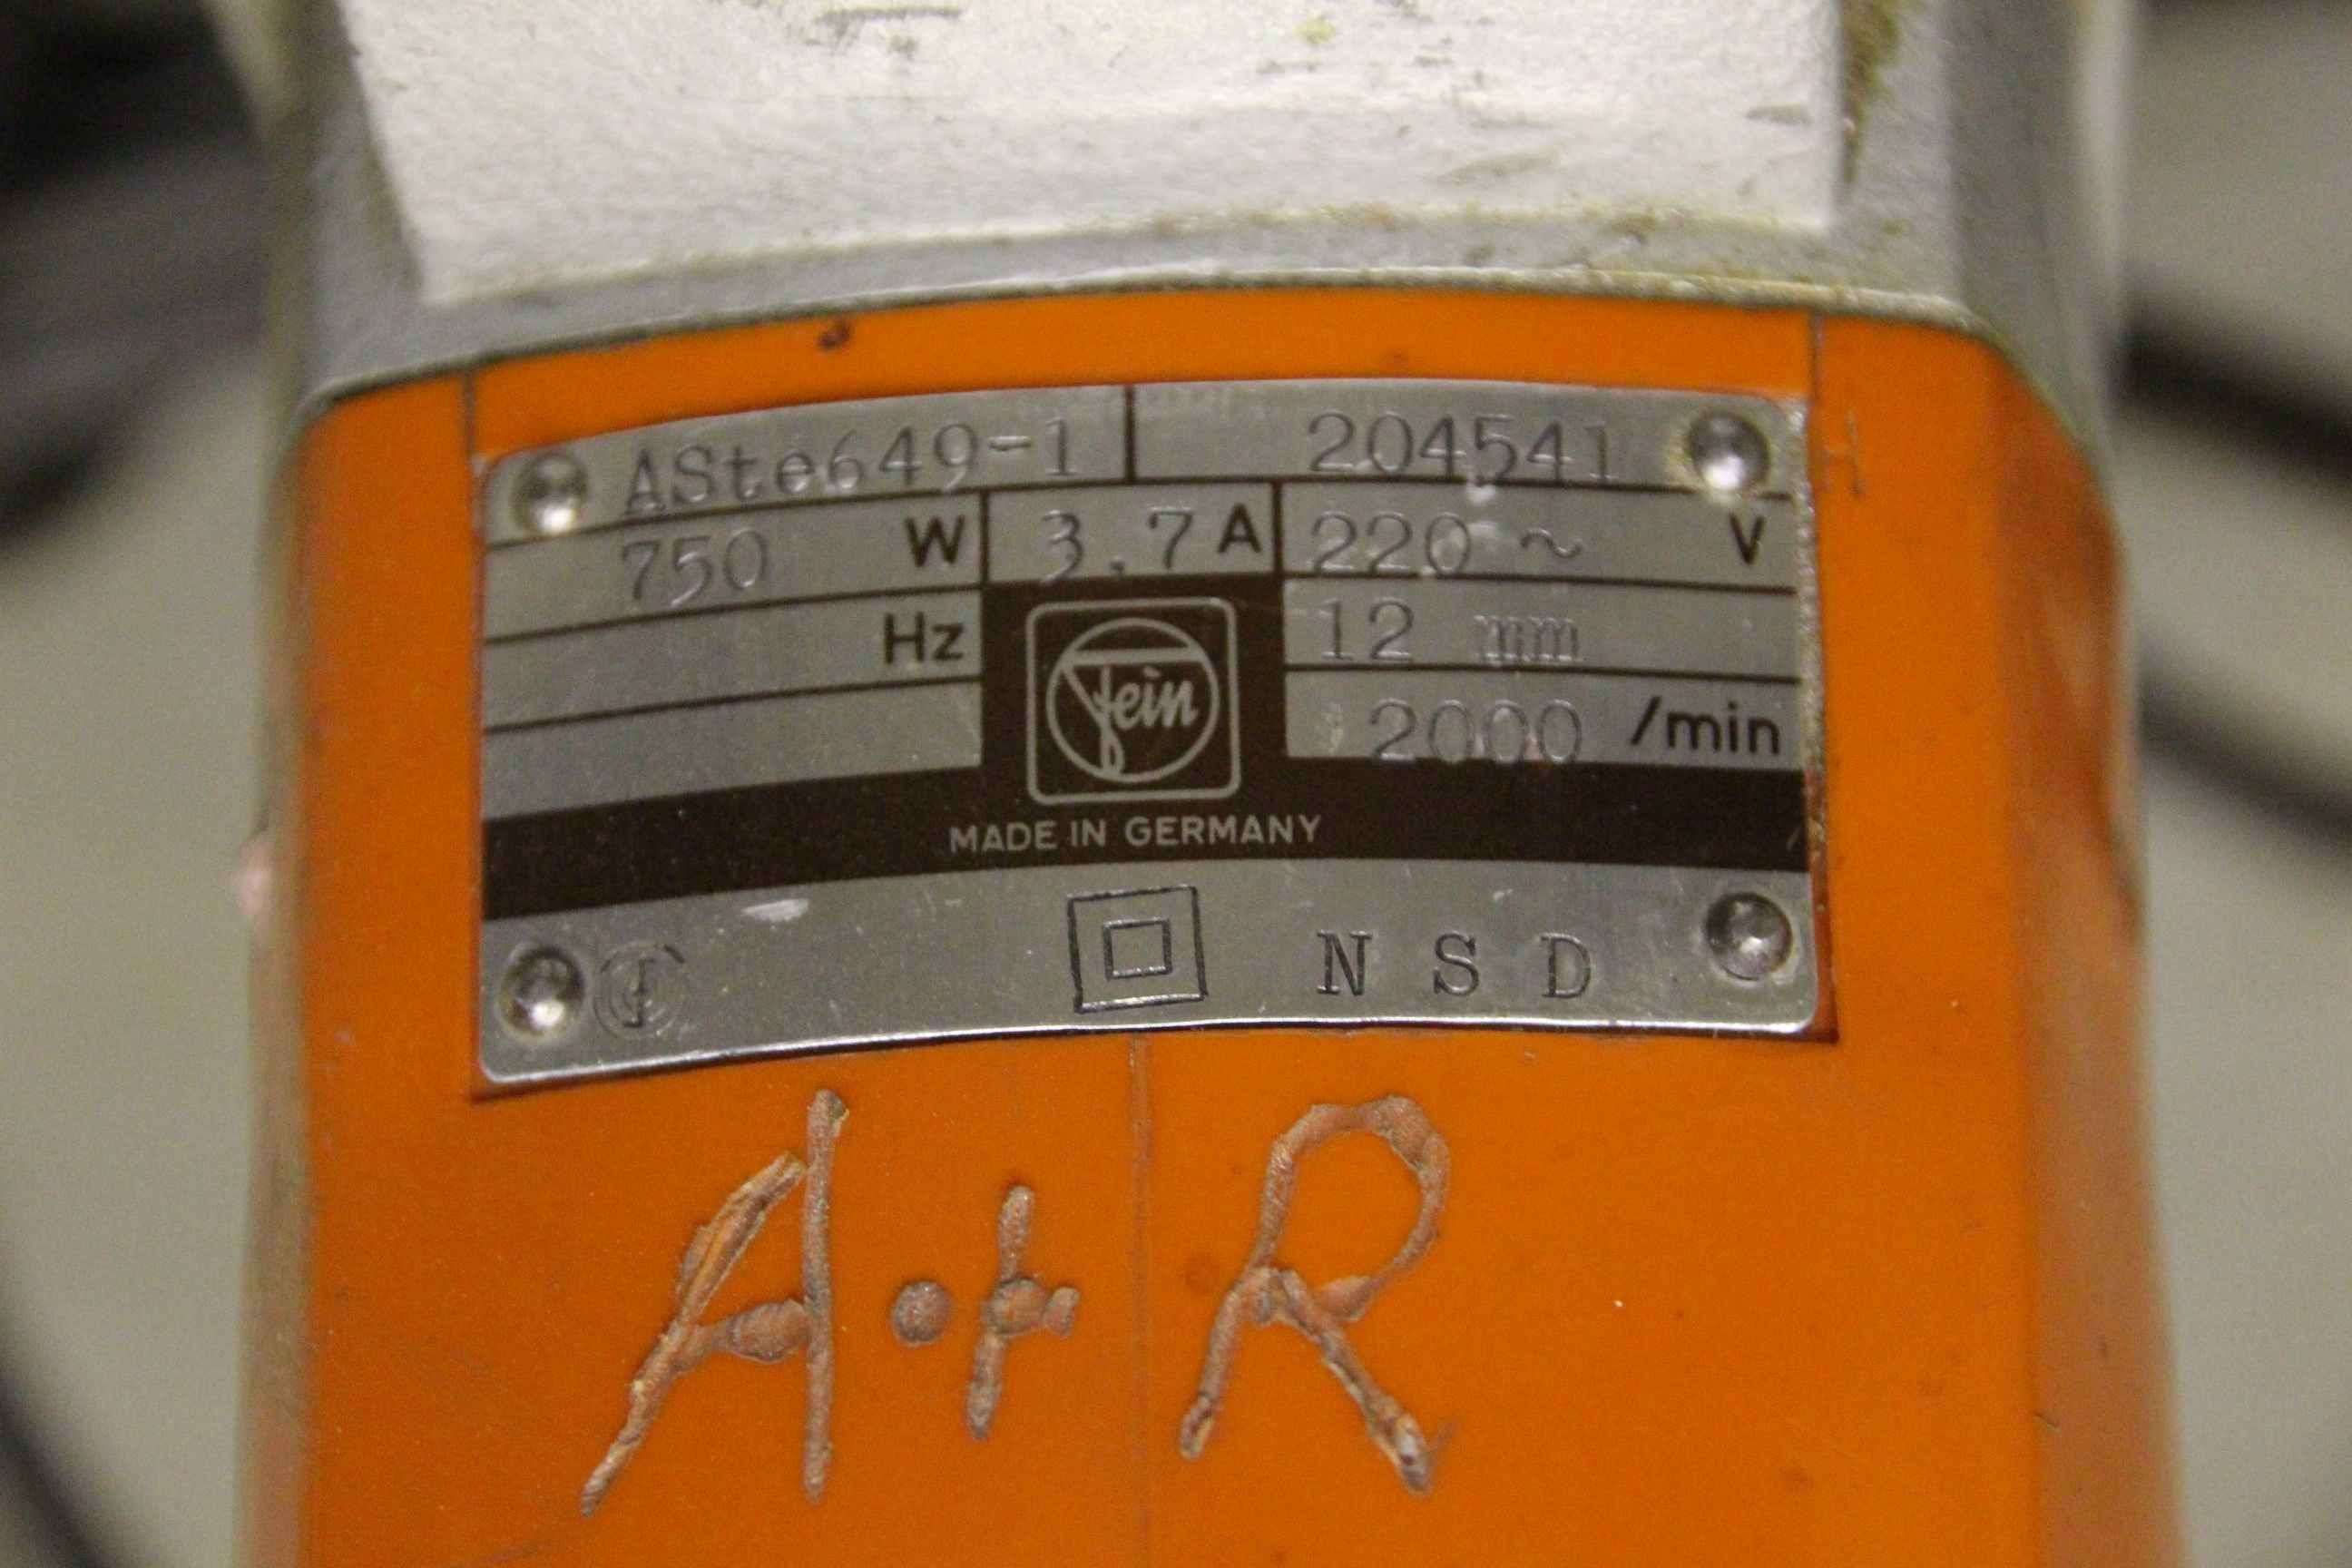 ASte649-1 204541
750 W 3.7 A 220 ~ V
Hz 12 mm
fein 2000 /min
MADE IN GERMANY
N S D
A·+R